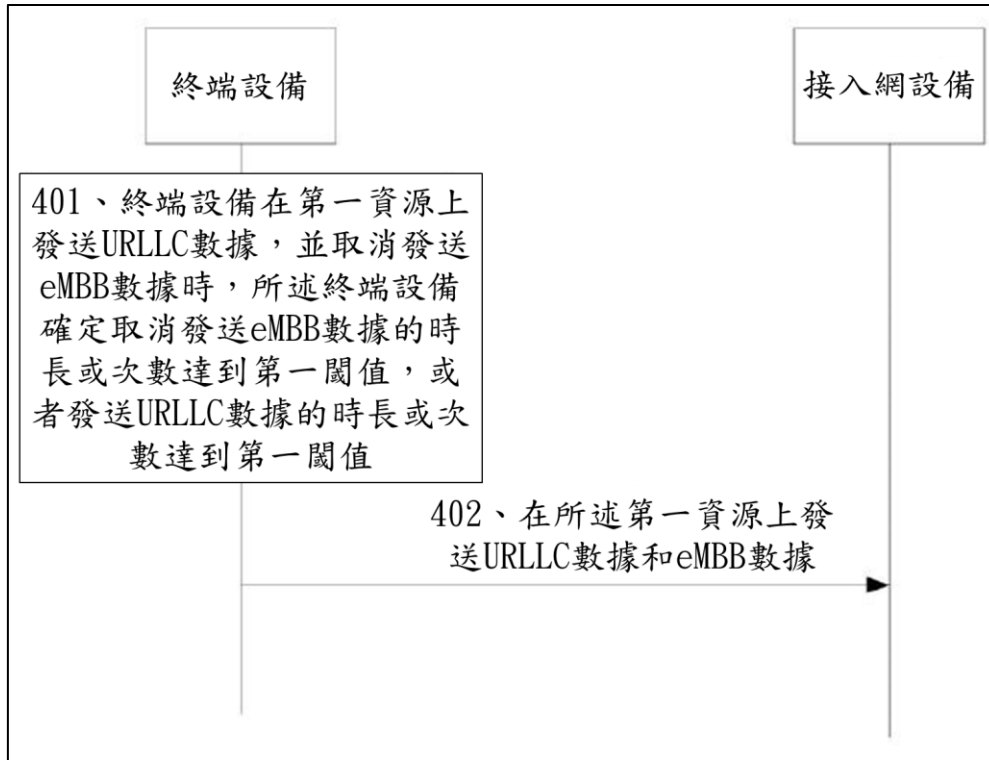 終端設備
接入網設備
401、終端設備在第一資源上
發送URLLC數據，並取消發送
eMBB數據時，所述終端設備
確定取消發送eMBB數據的時
長或次數達到第一閾值，或
者發送URLLC數據的時長或次
數達到第一閾值
402、在所述第一資源上發
送URLLC數據和eMBB數據